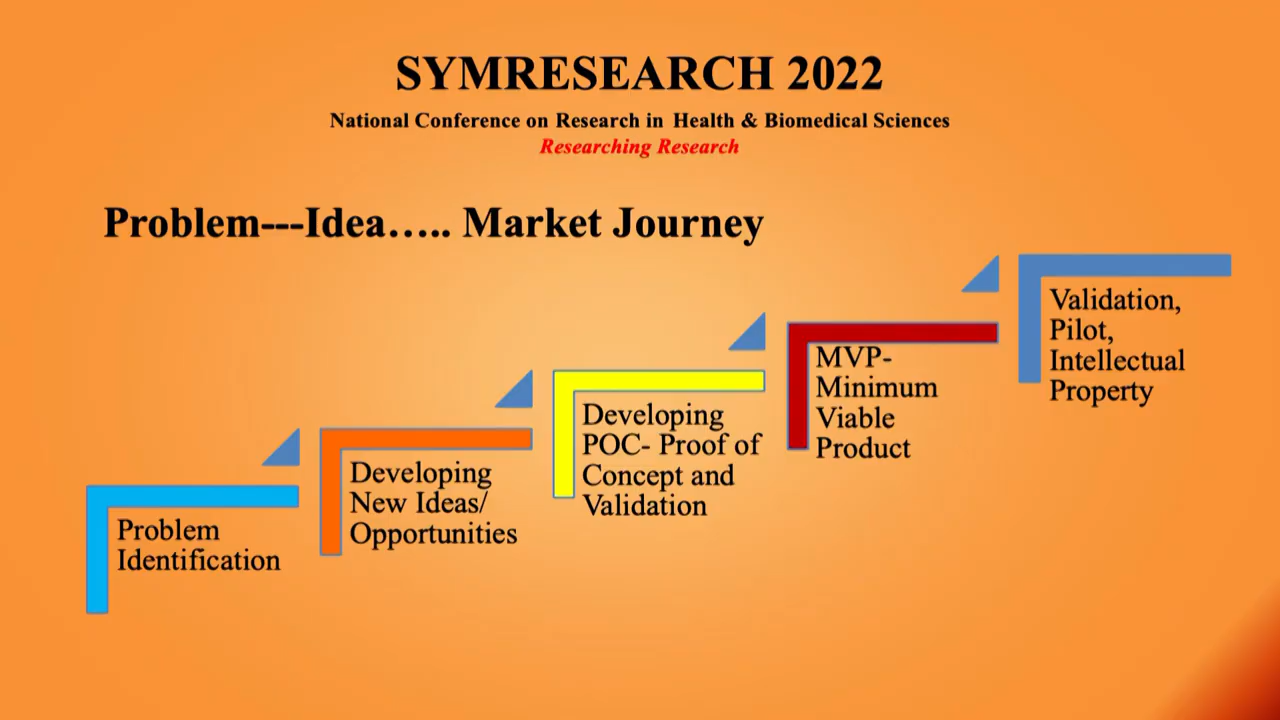 SYMRESEARCH 2022
National Conference on Research in Health & Biomedical Sciences
Researching Research
Problem---Idea….. Market Journey
Problem
Identification
Developing
New Ideas/
Opportunities
Developing
POC- Proof of
Concept and
Validation
MVP-
Minimum
Viable
Product
Validation,
Pilot,
Intellectual
Property